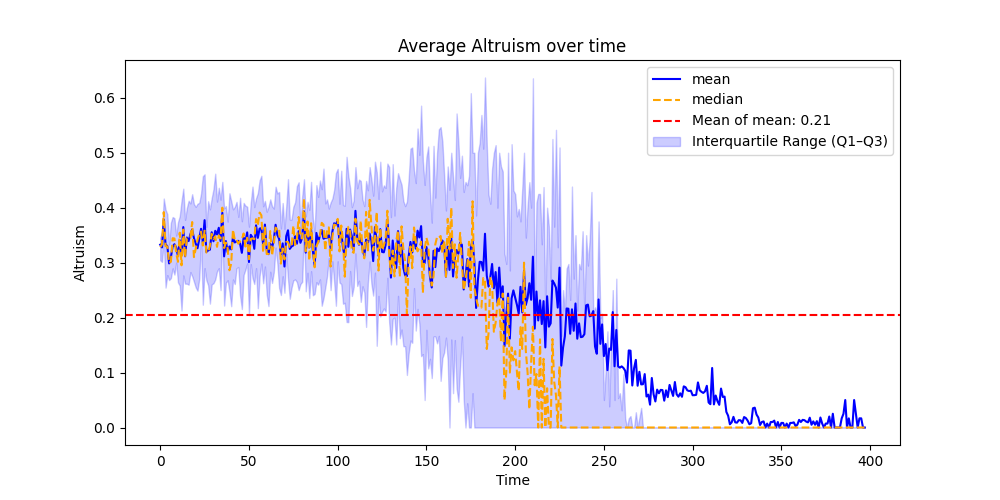 Average Altruism over time
mean
median
Mean of mean: 0.21
Interquartile Range (Q1–Q3)
Altruism
0.6
0.5
0.4
0.3
0.2
0.1
0.0
0 50 100 150 200 250 300 350 400
Time